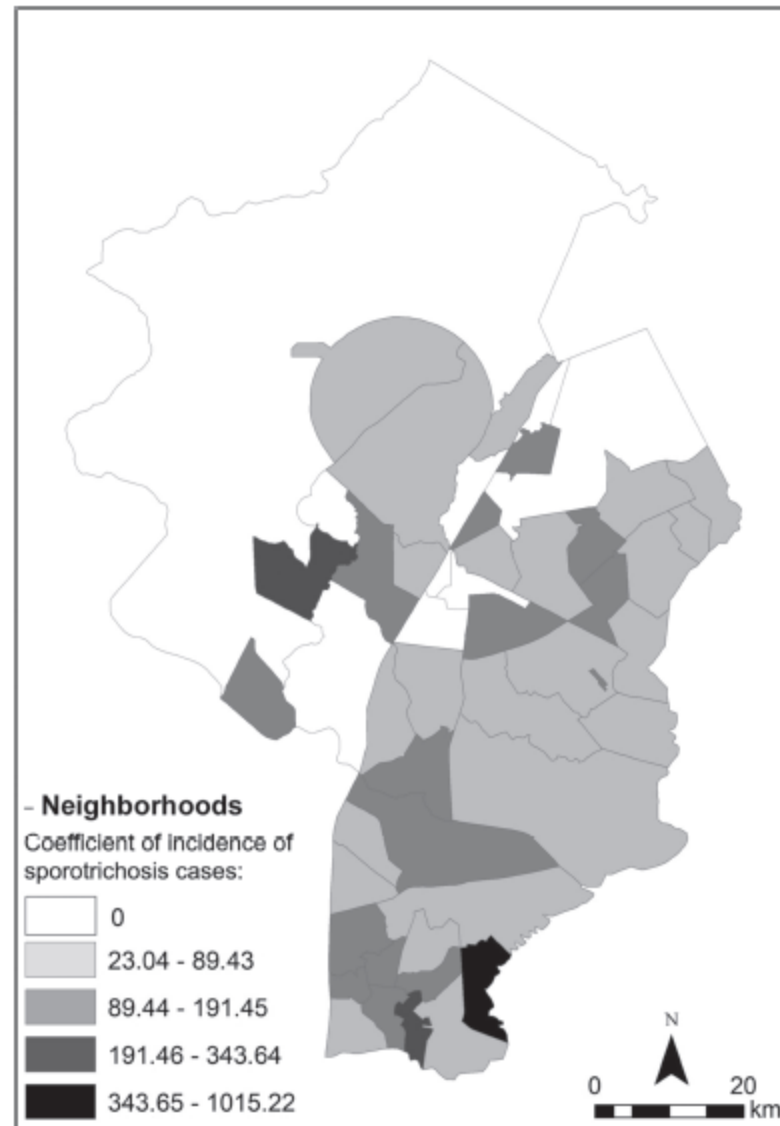 – Neighborhoods
Coefficient of incidence of
sporotrichosis cases:
0
23.04 - 89.43
89.44 - 191.45
191.46 - 343.64
343.65 - 1015.22
N
0 20
km